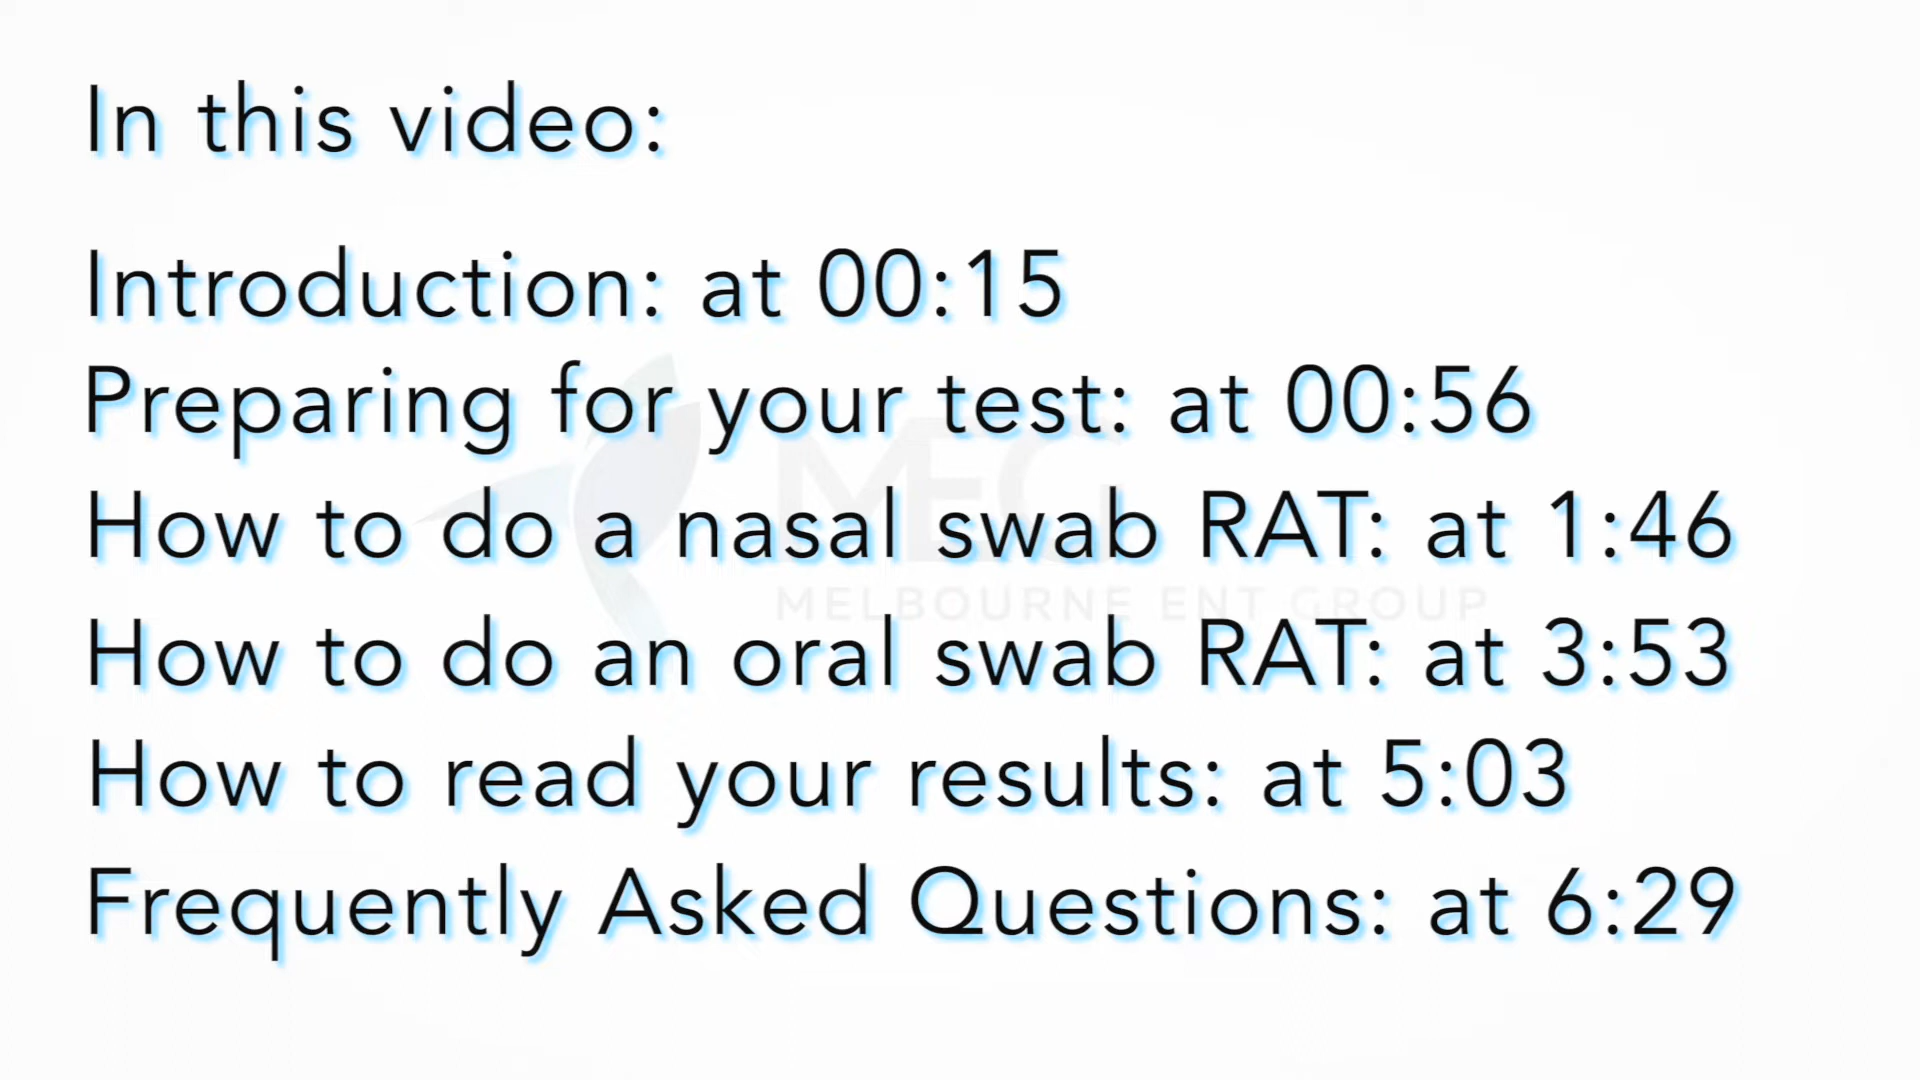 In this video:
Introduction: at 00:15
Preparing for your test: at 00:56
MEG
How to do a nasal swab RAT: at 1:46
MELBOURNE ENT GROUP
How to do an oral swab RAT: at 3:53
How to read your results: at 5:03
Frequently Asked Questions: at 6:29